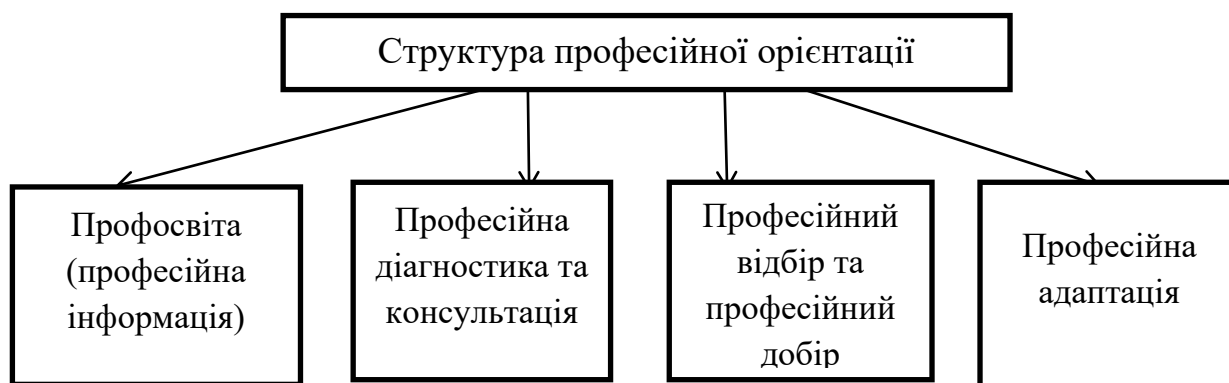 Структура професійної орієнтації
Профосвіта
(професійна
інформація)
Професійна
діагностика та
консультація
Професійний
відбір та
професійний
добір
Професійна
адаптація